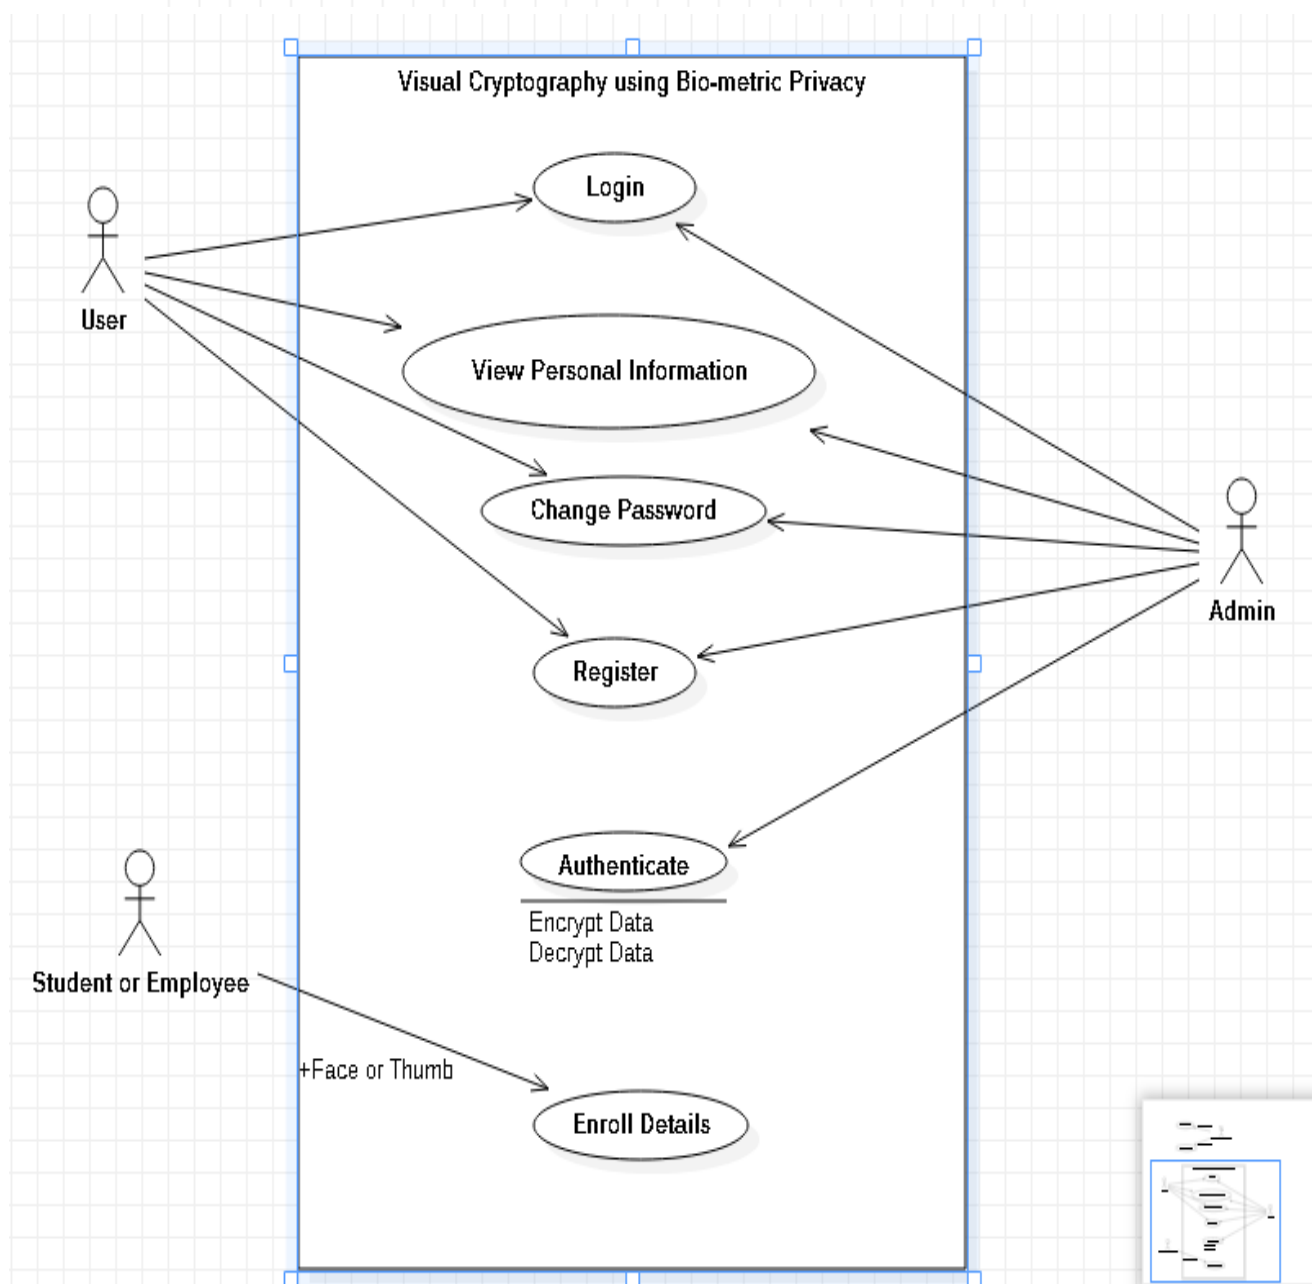 Visual Cryptography using Bio-metric Privacy
Login
User
View Personal Information
Change Password
Admin
Register
Authenticate
Encrypt Data
Decrypt Data
Student or Employee
+Face or Thumb
Enroll Details